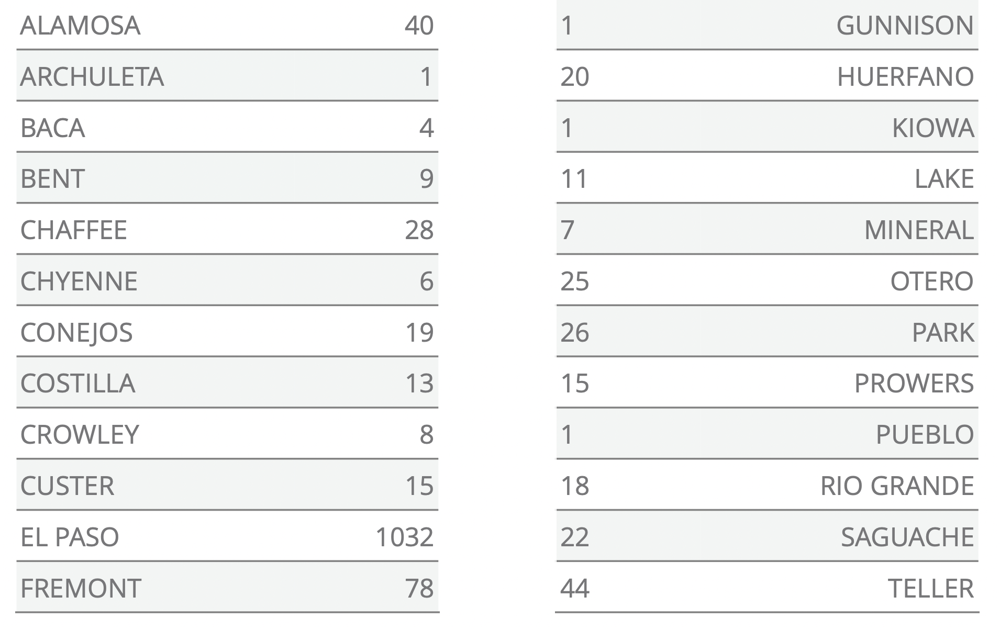 ALAMOSA 40
ARCHULETA 1
BACA 4
BENT 9
CHAFFEE 28
CHYENNE 6
CONEJOS 19
COSTILLA 13
CROWLEY 8
CUSTER 15
EL PASO 1032
FREMONT 78
1 GUNNISON
20 HUERFANO
1 KIOWA
11 LAKE
7 MINERAL
25 OTERO
26 PARK
15 PROWERS
1 PUEBLO
18 RIO GRANDE
22 SAGUACHE
44 TELLER